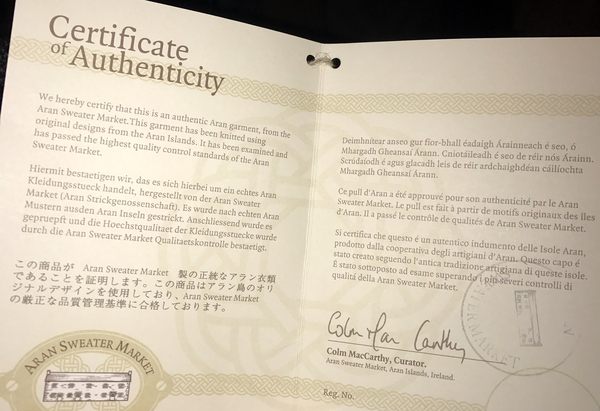 Certificate
of Authenticity
We hereby certify that this is an authentic Aran garment, from the
Aran Sweater Market. This garment has been knitted using
original designs from the Aran Islands. It has been examined and
has passed the highest quality control standards of the Aran
Sweater Market.
Hiermit bestaetigen wir, das es sich hierbei um ein echtes Aran
Kleidungsstueck handelt, hergestellt von der Aran Sweater
Market (Aran Strickgenossenschaft). Es wurde nach echten Aran
Mustern ausden Aran Inseln gestrickt. Anschliessend wurde es
geprueft und die Hoechstqualitaet der Kleidungsstuecke wurde
durch die Aran Sweater Market Qualitaetskontrolle bestaetigt.
この商品が Aran Sweater Market 製の正統なアラン衣類
であることを証明します。この商品はアラン島のオリ
ジナルデザインを使用しており、Aran Sweater Market
の厳正な品質管理基準に合格しております。
ARAN SWEATER MARKET
Deimhnítear anseo gur fíor-bhall éadaigh Árainneach é seo, ó
Mhargadh Gheansaí Árann. Cniotáileadh é seo de réir nós Árainn.
Scrúdaíodh é agus glacadh leis de réir ardchaighdeán cáilíochta
Mhargadh Gheansaí Árann.
Ce pull d'Aran a été approuvé pour son authenticité par le Aran
Sweater Market. Le pull est fait à partir de motifs originaux des îles
d'Aran. Il a passé le contrôle de qualités de Aran Sweater Market.
Si certifica che questo é un autentico indumento delle Isole Aran,
prodotto dalla cooperativa degli artigiani d'Aran. Questo capo é
stato creato seguendo l'antica tradizione artigiana di queste isole.
É stato sottoposto ad esame superando i più severi controlli di
qualitá della Aran Sweater Market.
Colm Mac Carthy
Colm MacCarthy, Curator.
Aran Sweater Market, Aran Islands, Ireland.
Reg. No.
TER MARKET